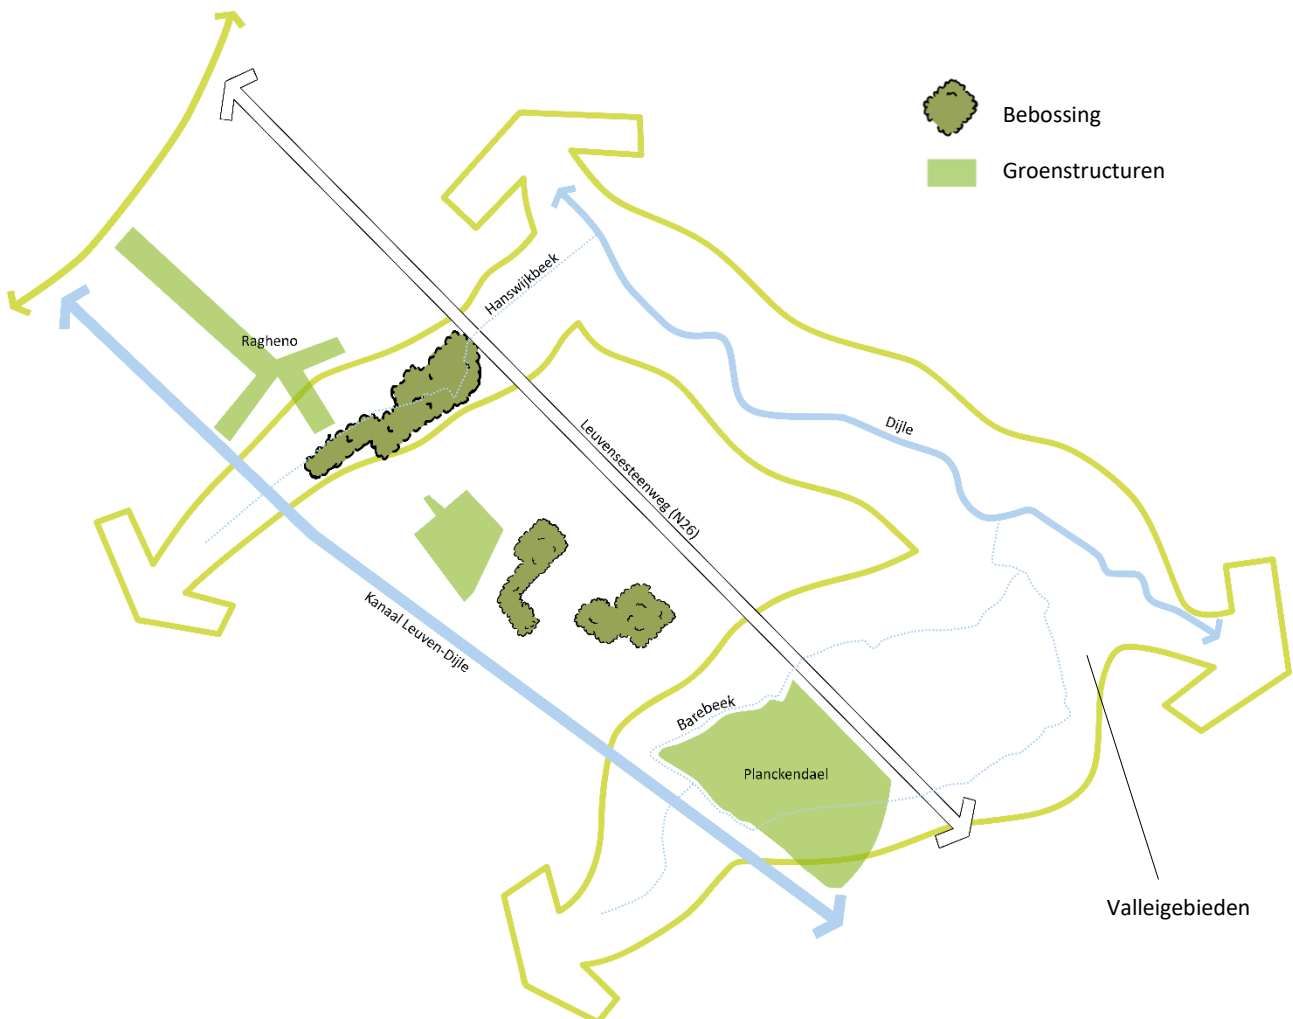 Bebossing
Groenstructuren
Hanswijkbeek
Ragheno
Dijle
Leuvensesteenweg (N26)
Kanaal Leuven-Dijle
Barebeek
Planckendael
Valleigebieden